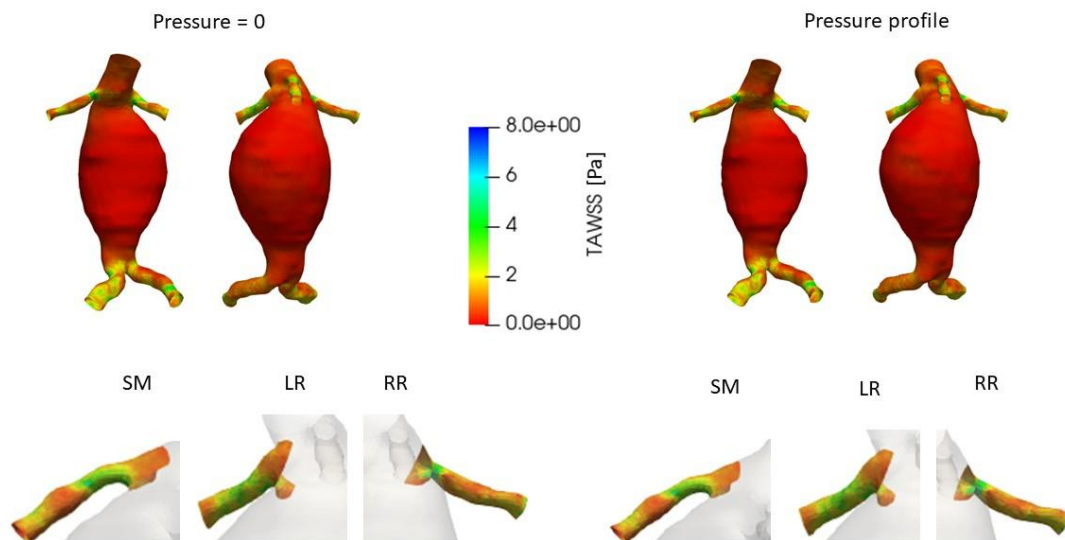 Pressure = 0
Pressure profile
8.0e+00
6
4
2
0.0e+00
TAWSS [Pa]
SM
LR
RR
SM
LR
RR